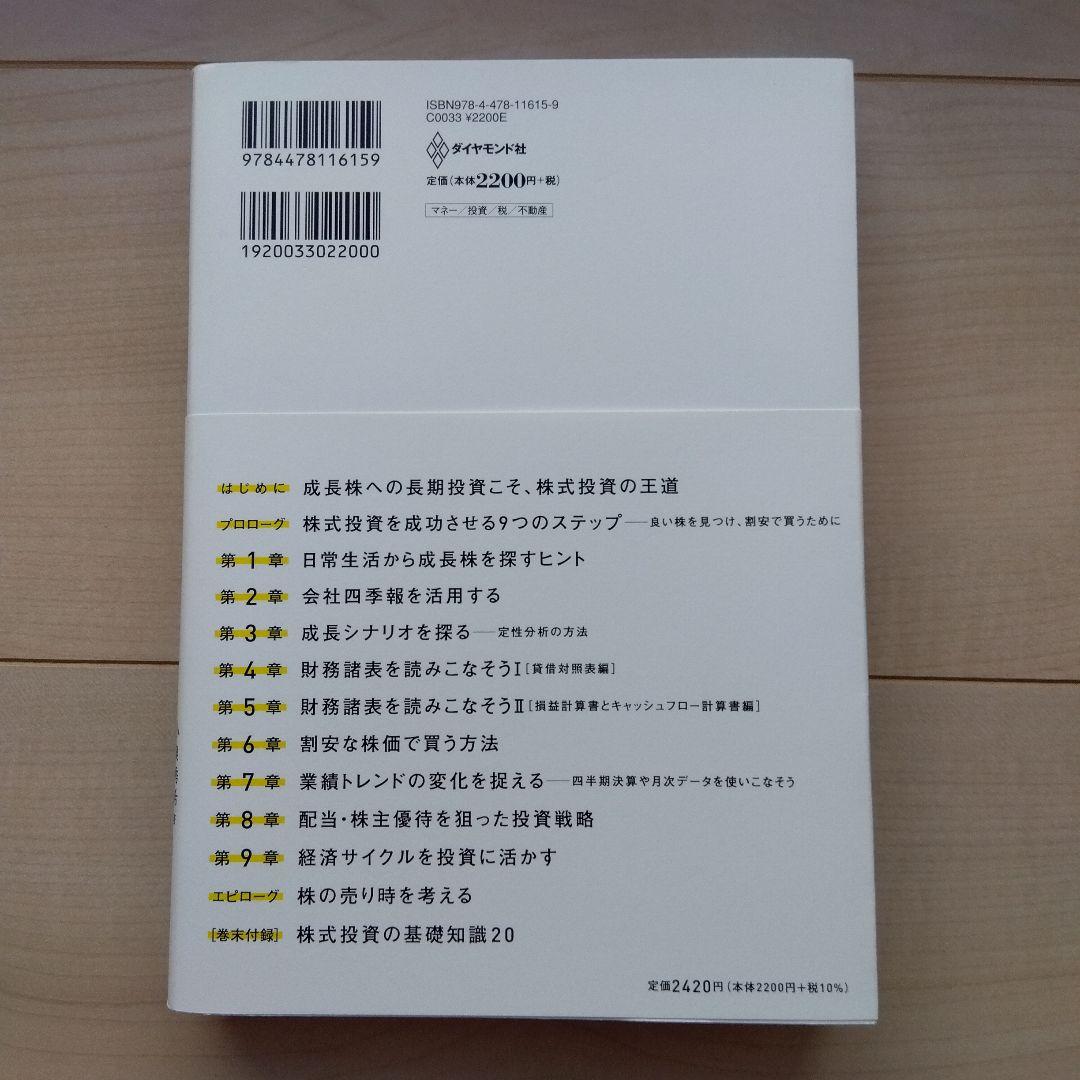 ISBN978-4-478-11615-9
C0033 ¥2200E
9784478116159
ダイヤモンド社
定価(本体2200円+税)
マネー/投資/税/不動産
1920033022000
はじめに 成長株への長期投資こそ、株式投資の王道
プロローグ 株式投資を成功させる9つのステップ――良い株を見つけ、割安で買うために
第1章 日常生活から成長株を探すヒント
第2章 会社四季報を活用する
第3章 成長シナリオを探る――定性分析の方法
第4章 財務諸表を読みこなそうⅠ[貸借対照表編]
第5章 財務諸表を読みこなそうⅡ[損益計算書とキャッシュフロー計算書編]
第6章 割安な株価で買う方法
第7章 業績トレンドの変化を捉える――四半期決算や月次データを使いこなそう
第8章 配当・株主優待を狙った投資戦略
第9章 経済サイクルを投資に活かす
エピローグ 株の売り時を考える
[巻末付録] 株式投資の基礎知識20
定価2420円(本体2200円+税10%)